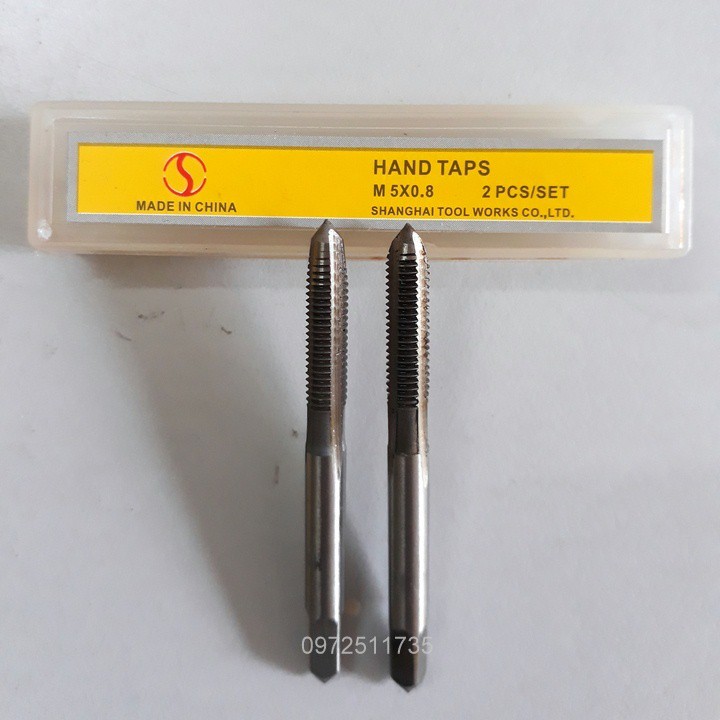 HAND TAPS
M 5X0.8 2 PCS/SET
MADE IN CHINA
SHANGHAI TOOL WORKS CO.,LTD.
0972511735